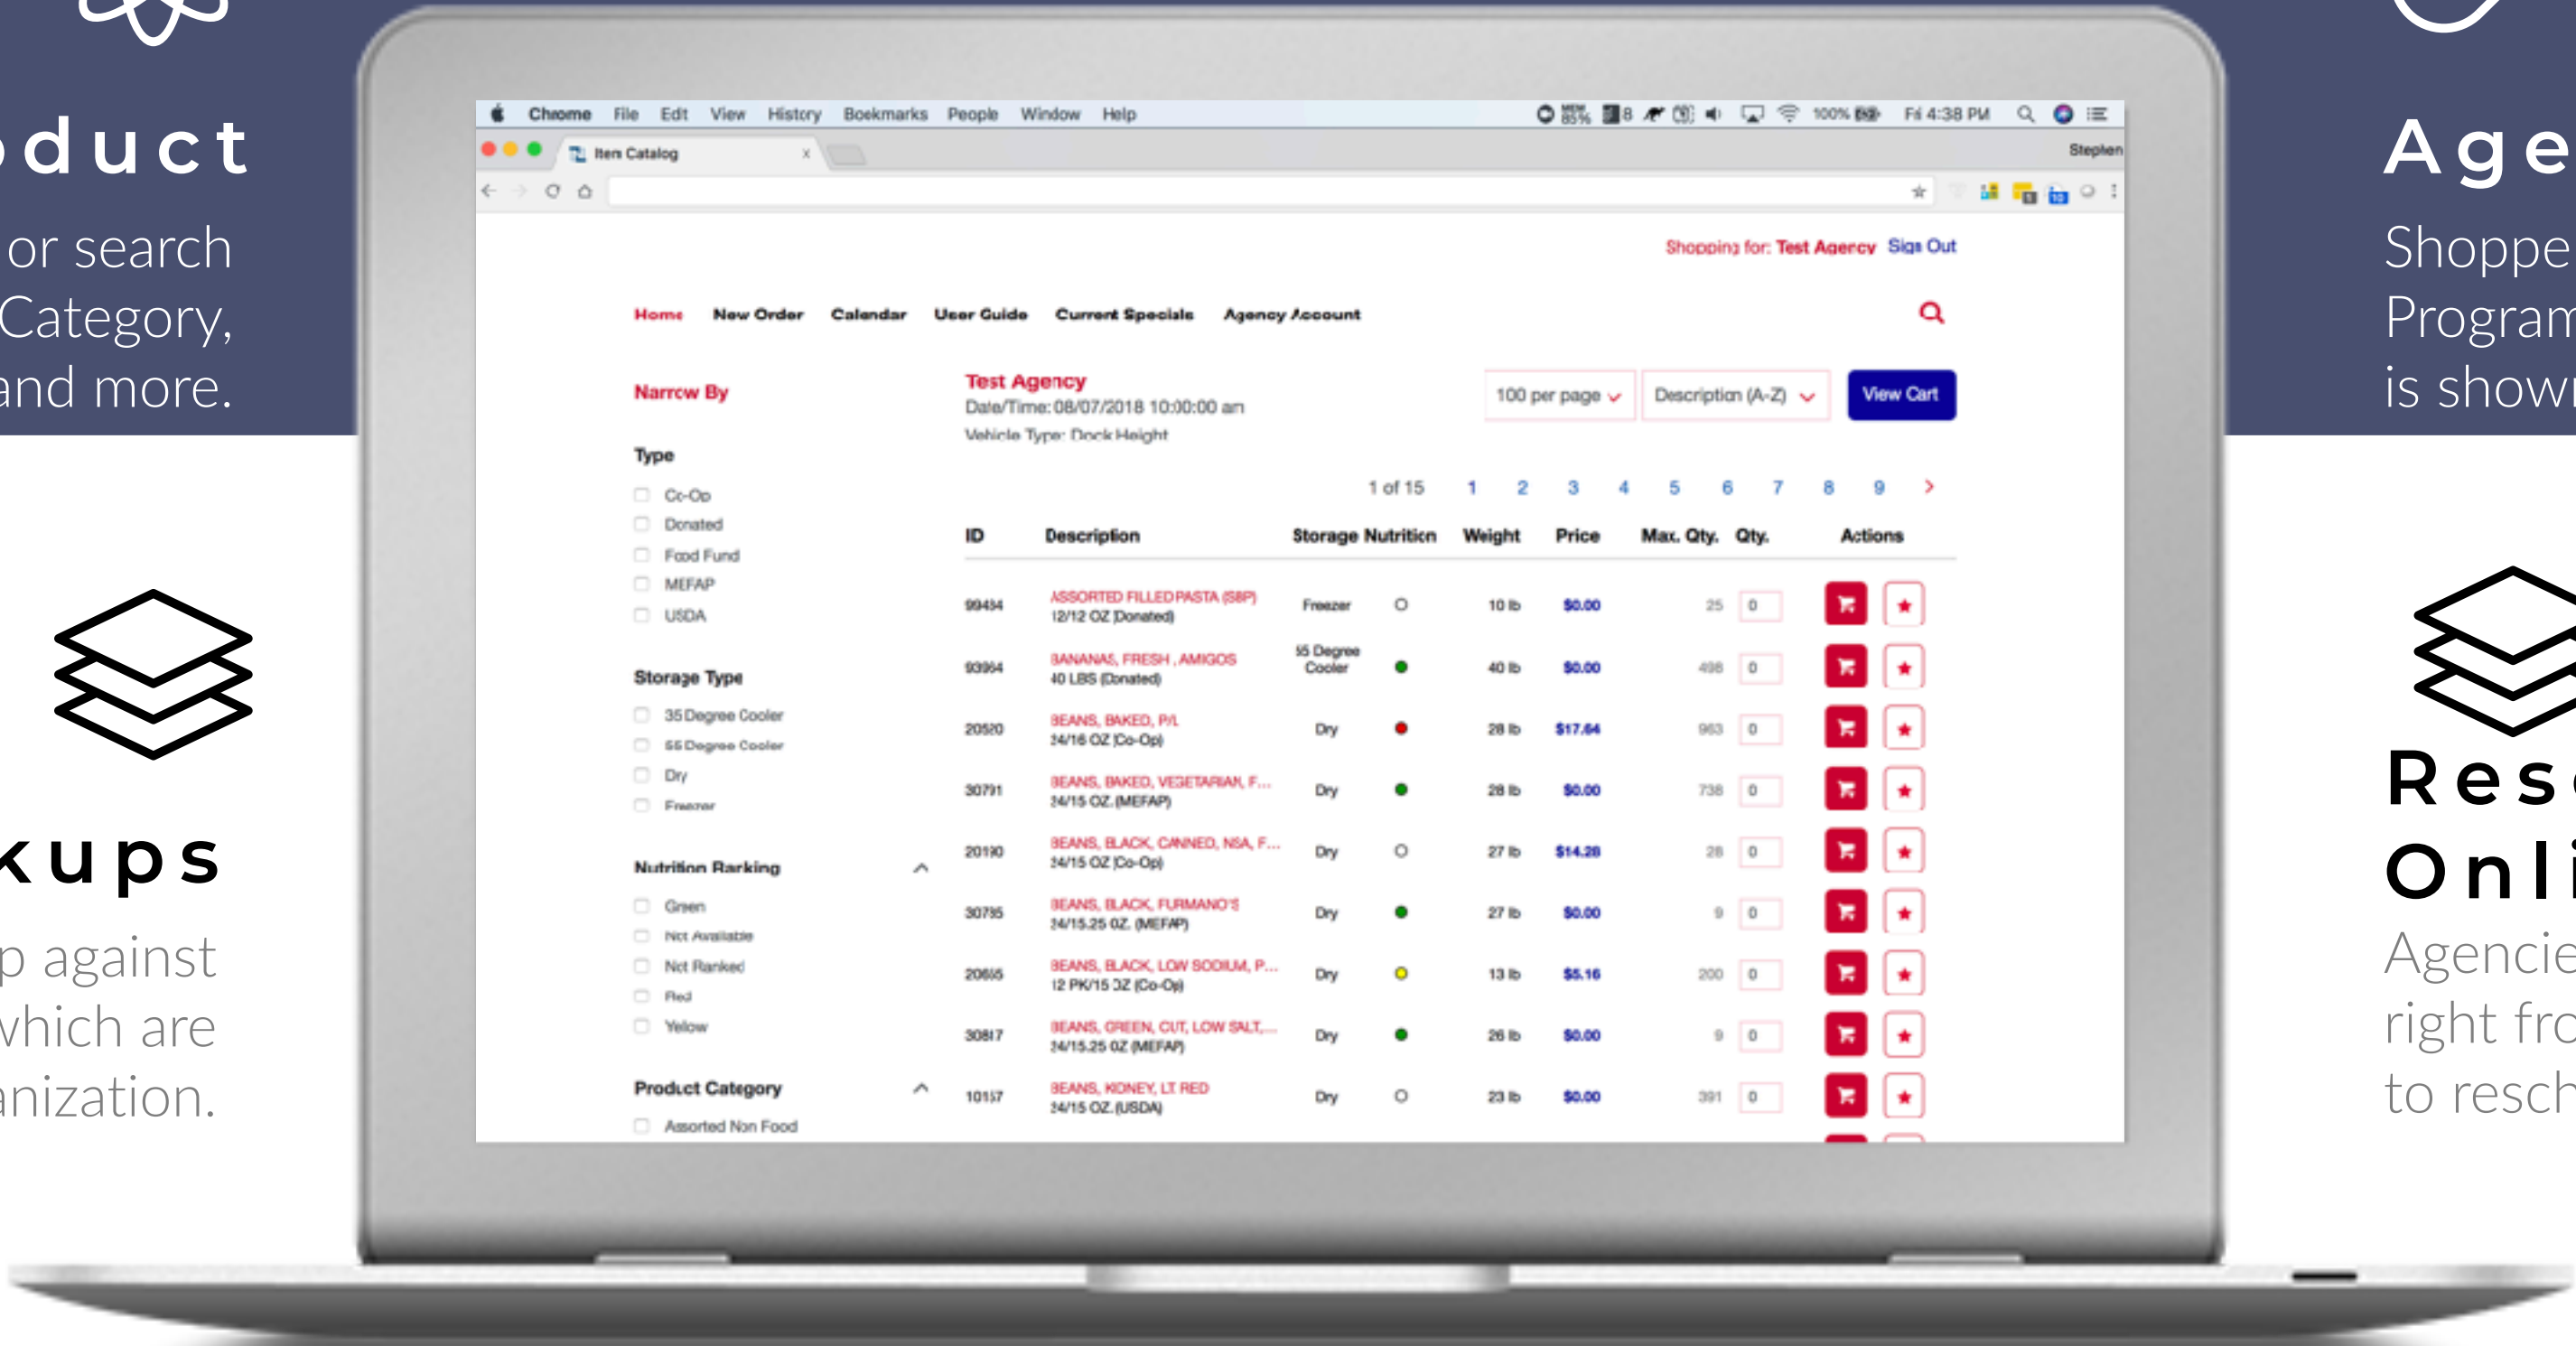 oduct
or search
Category,
and more.
kups
p against
which are
anization.
Chrome File Edit View History Bookmarks People Window Help
MEM 85% 8 100% Fri 4:38 PM
Item Catalog
Stephen
Shopping for: Test Agency Sign Out
Home New Order Calendar User Guide Current Specials Agency Account
Narrow By
Type
Co-Op
Donated
Food Fund
MEFAP
USDA
Storage Type
35 Degree Cooler
55 Degree Cooler
Dry
Freezer
Nutrition Ranking
Green
Not Available
Not Ranked
Red
Yellow
Product Category
Assorted Non Food
Test Agency
Date/Time: 08/07/2018 10:00:00 am
Vehicle Type: Dock Height
100 per page Description (A-Z) View Cart
1 of 15 1 2 3 4 5 6 7 8 9 >
ID Description Storage Nutrition Weight Price Max. Qty. Qty. Actions
ASSORTED FILLED PASTA (SBP)
12/12 OZ (Donated)
Freezer 10 lb $0.00 25 0
93964 BANANAS, FRESH , AMIGOS
40 LBS (Donated)
55 Degree
Cooler
40 lb $0.00 498 0
20520 BEANS, BAKED, P/L
24/16 OZ (Co-Op)
Dry 28 lb $17.64 963 0
30791 BEANS, BAKED, VEGETARIAN, F...
24/15 OZ. (MEFAP)
Dry 28 lb $0.00 738 0
20190 BEANS, BLACK, CANNED, NSA, F...
24/15 OZ (Co-Op)
Dry 27 lb $14.28 28 0
BEANS, BLACK, FURMANO'S
24/15.25 OZ. (MEFAP)
Dry 27 lb $0.00 9 0
BEANS, BLACK, LOW SODIUM, P...
12 PK/15 OZ (Co-Op)
Dry 13 lb $5.16 200 0
30817 BEANS, GREEN, CUT, LOW SALT,...
24/15.25 OZ (MEFAP)
Dry 26 lb $0.00 9 0
10157 BEANS, KIDNEY, LT RED
24/15 OZ. (USDA)
Dry 23 lb $0.00 391 0
Age
Shoppe
Program
is shown
Rese
Onli
Agencie
right fro
to resch